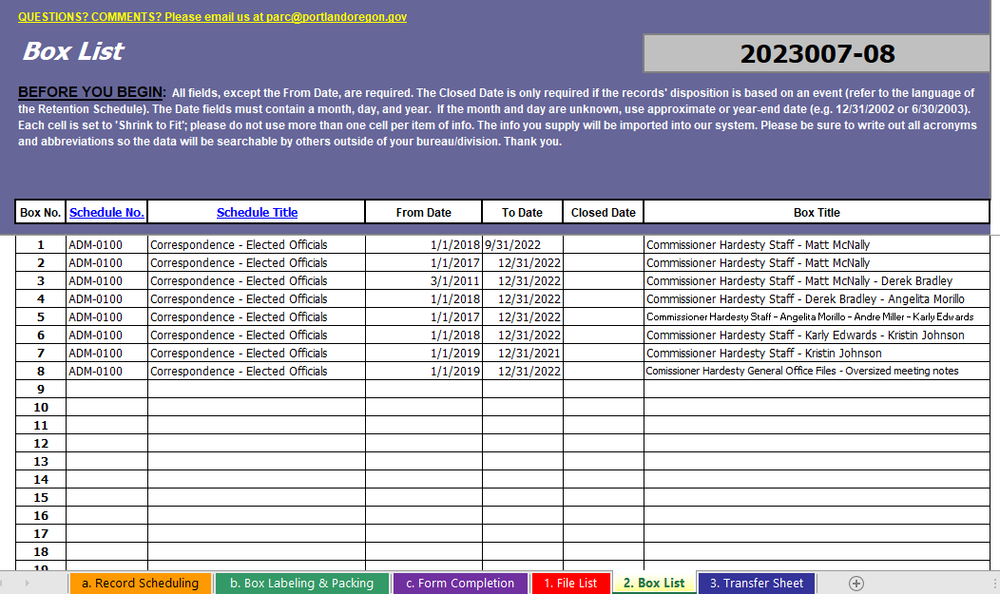 QUESTIONS? COMMENTS? Please email us at parc@portlandoregon.gov
Box List
2023007-08
BEFORE YOU BEGIN: All fields, except the From Date, are required. The Closed Date is only required if the records' disposition is based on an event (refer to the language of
the Retention Schedule). The Date fields must contain a month, day, and year. If the month and day are unknown, use approximate or year-end date (e.g. 12/31/2002 or 6/30/2003).
Each cell is set to 'Shrink to Fit'; please do not use more than one cell per item of info. The info you supply will be imported into our system. Please be sure to write out all acronyms
and abbreviations so the data will be searchable by others outside of your bureau/division. Thank you.
Box No. Schedule No. Schedule Title From Date To Date Closed Date Box Title
1 ADM-0100 Correspondence - Elected Officials 1/1/2018 9/31/2022 Commissioner Hardesty Staff - Matt McNally
2 ADM-0100 Correspondence - Elected Officials 1/1/2017 12/31/2022 Commissioner Hardesty Staff - Matt McNally
3 ADM-0100 Correspondence - Elected Officials 3/1/2011 12/31/2022 Commissioner Hardesty Staff - Matt McNally - Derek Bradley
4 ADM-0100 Correspondence - Elected Officials 1/1/2018 12/31/2022 Commissioner Hardesty Staff - Derek Bradley - Angelita Morillo
5 ADM-0100 Correspondence - Elected Officials 1/1/2017 12/31/2022 Commissioner Hardesty Staff - Angelita Morillo - Andre Miller - Karly Edwards
6 ADM-0100 Correspondence - Elected Officials 1/1/2018 12/31/2022 Commissioner Hardesty Staff - Karly Edwards - Kristin Johnson
7 ADM-0100 Correspondence - Elected Officials 1/1/2019 12/31/2021 Commissioner Hardesty Staff - Kristin Johnson
8 ADM-0100 Correspondence - Elected Officials 1/1/2019 12/31/2022 Comissioner Hardesty General Office Files - Oversized meeting notes
9
10
11
12
13
14
15
16
17
18
19
a. Record Scheduling b. Box Labeling & Packing c. Form Completion 1. File List 2. Box List 3. Transfer Sheet